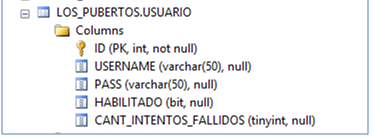 LOS_PUBERTOS.USUARIO
Columns
ID (PK, int, not null)
USERNAME (varchar(50), null)
PASS (varchar(50), null)
HABILITADO (bit, null)
CANT_INTENTOS_FALLIDOS (tinyint, null)